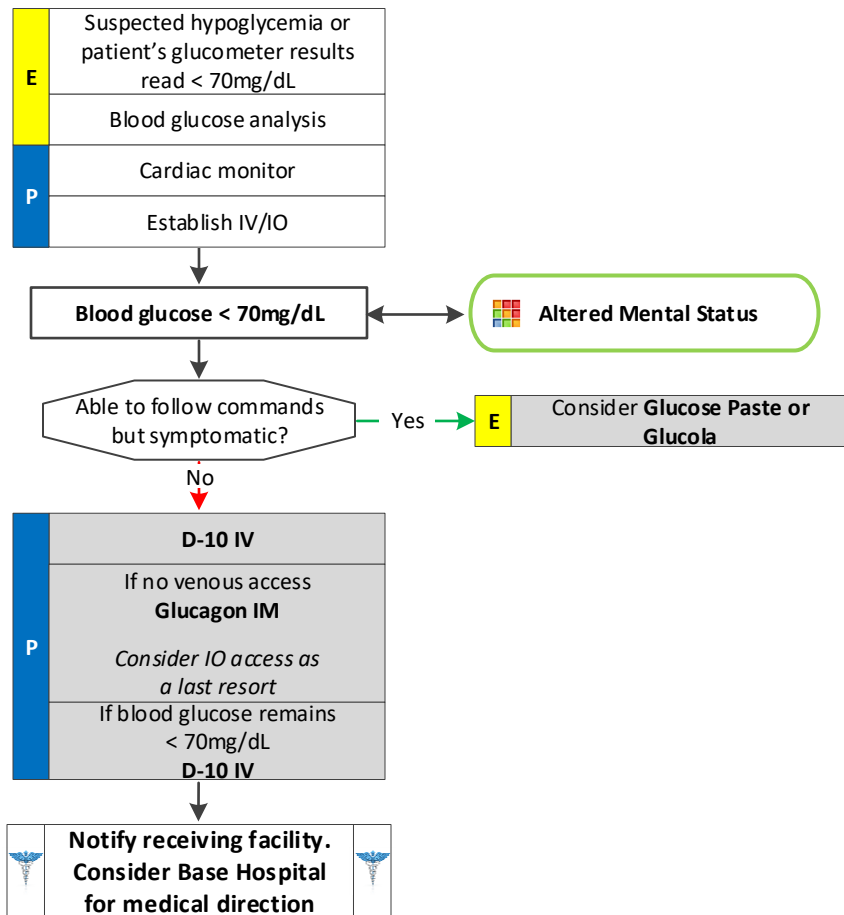 Suspected hypoglycemia or
patient’s glucometer results
read < 70mg/dL
E
Blood glucose analysis
Cardiac monitor
P
Establish IV/IO
Blood glucose < 70mg/dL
Altered Mental Status
Able to follow commands
but symptomatic?
Yes
E
Consider Glucose Paste or
Glucola
No
D-10 IV
If no venous access
Glucagon IM
Consider IO access as
a last resort
P
If blood glucose remains
< 70mg/dL
D-10 IV
Notify receiving facility.
Consider Base Hospital
for medical direction